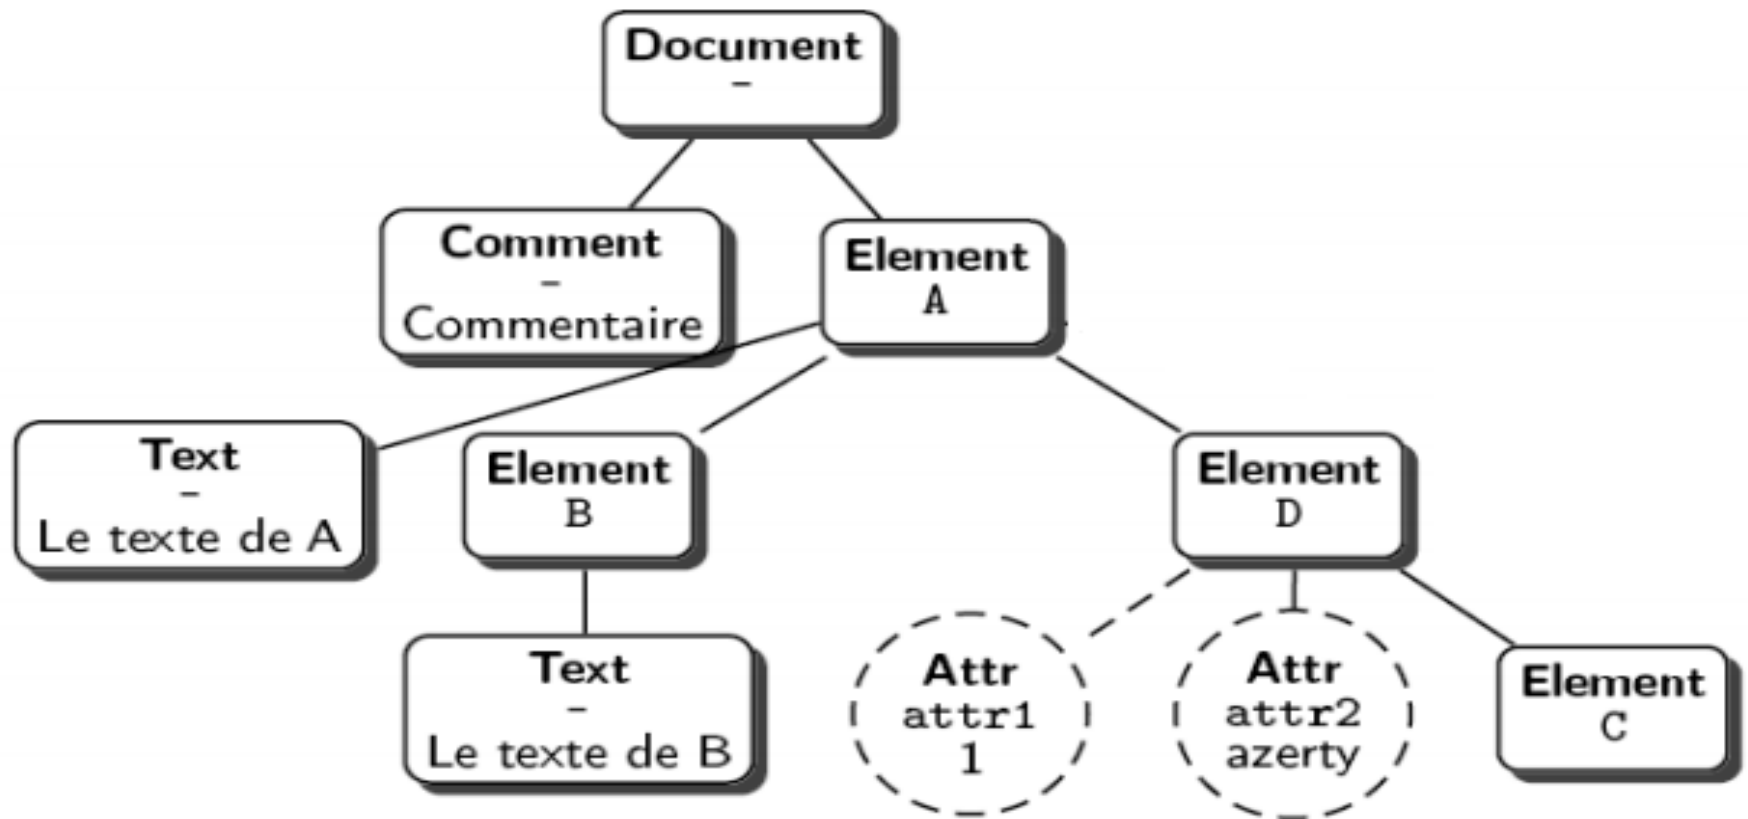 Document
–
Comment
–
Commentaire
Element
A
Text
–
Le texte de A
Element
B
Element
D
Text
–
Le texte de B
Attr
attr1
1
Attr
attr2
azerty
Element
C